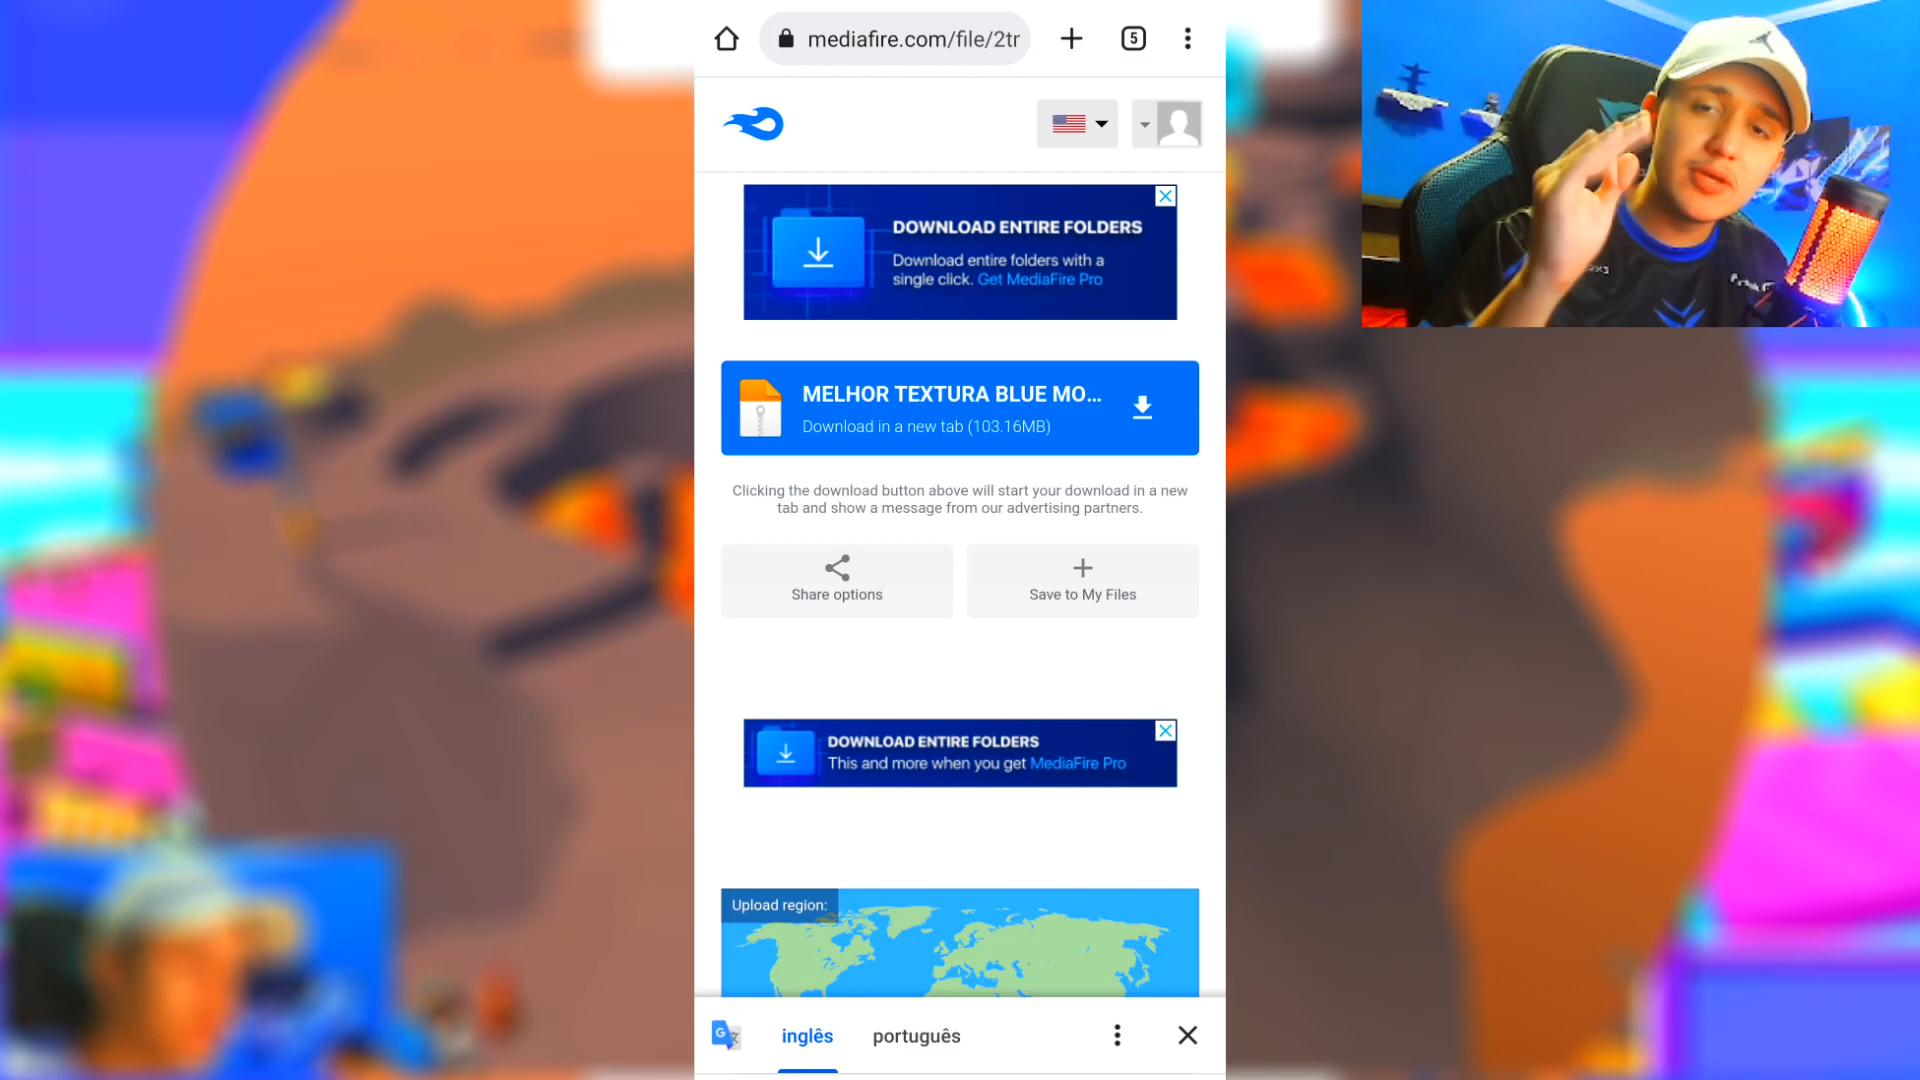 mediafire.com/file/2tr
5
DOWNLOAD ENTIRE FOLDERS
Download entire folders with a
single click. Get MediaFire Pro
MELHOR TEXTURA BLUE MO...
Download in a new tab (103.16MB)
Clicking the download button above will start your download in a new
tab and show a message from our advertising partners.
Share options
Save to My Files
DOWNLOAD ENTIRE FOLDERS
This and more when you get MediaFire Pro
Upload region:
G
inglês
português